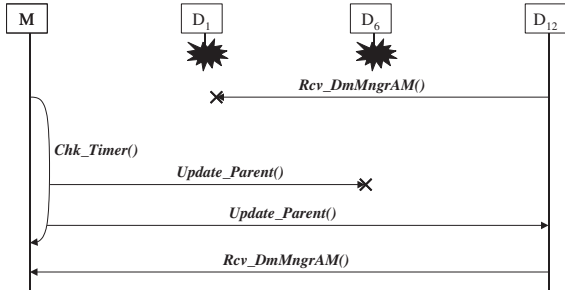 M
D1
D6
D12
Rcv_DmMngrAM()
Chk_Timer()
Update_Parent()
Update_Parent()
Rcv_DmMngrAM()